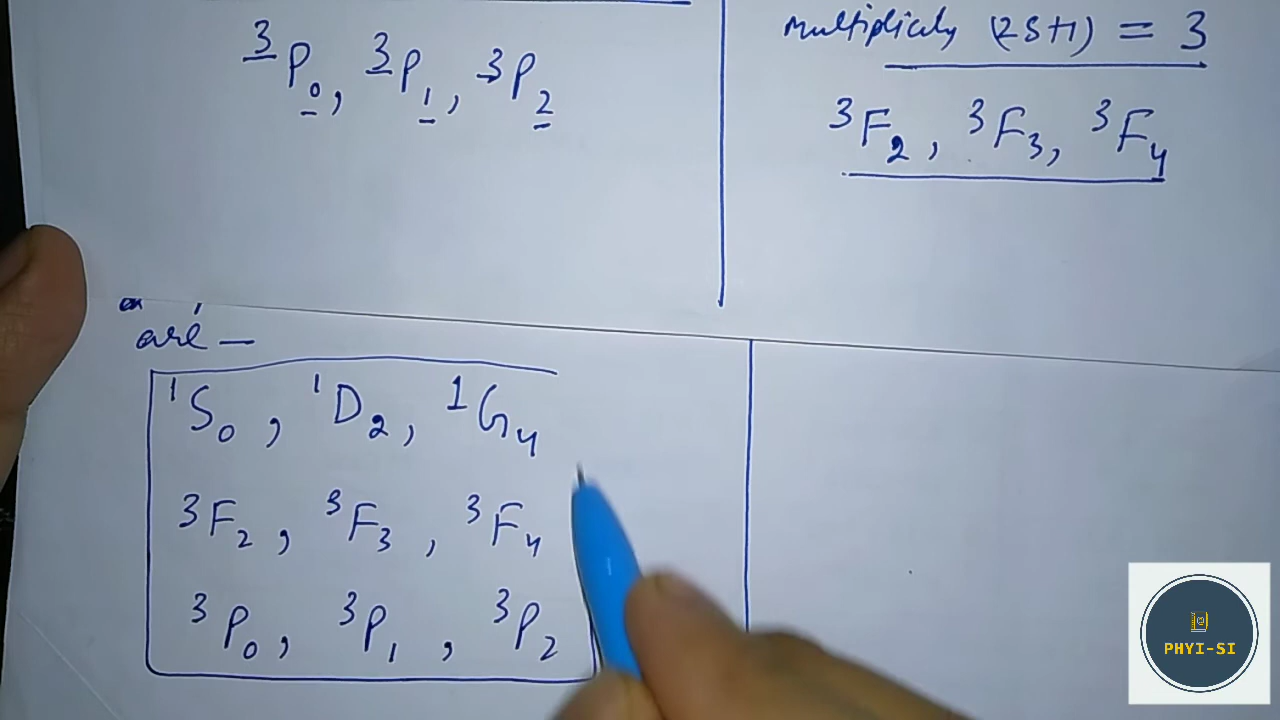 ³P₀, ³P₁, ³P₂
Multiplicity (2S+1) = 3
³F₂, ³F₃, ³F₄
are —
¹S₀, ¹D₂, ¹G₄
³F₂, ³F₃, ³F₄
³P₀, ³P₁, ³P₂
PHYI-SI